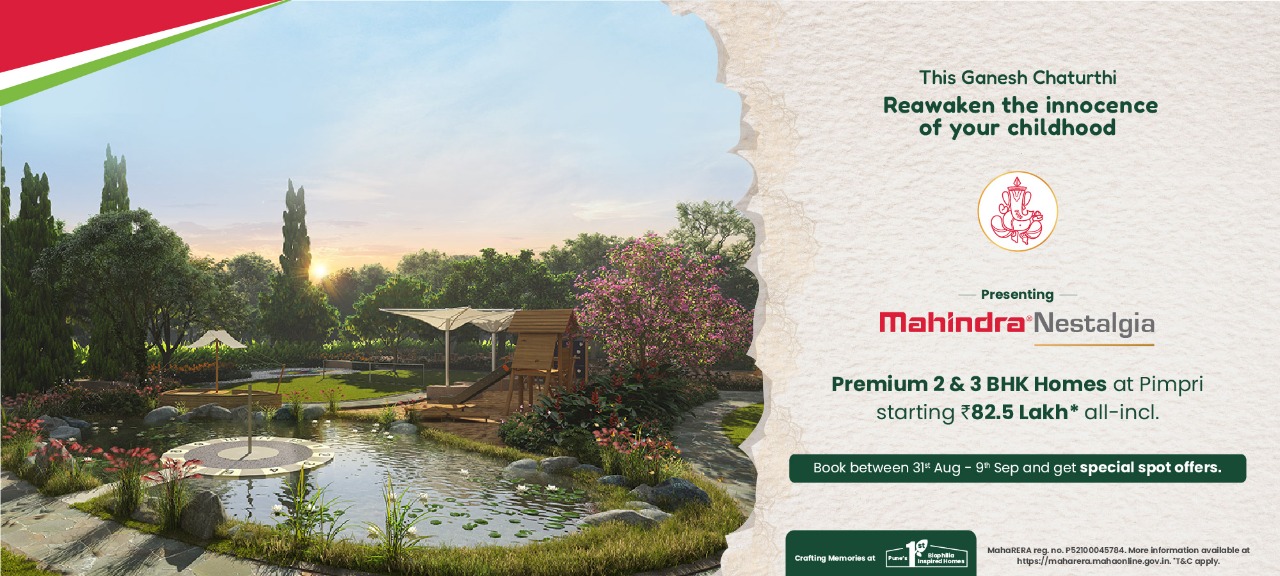 This Ganesh Chaturthi
Reawaken the innocence
of your childhood
Presenting
Mahindra® Nestalgia
Premium 2 & 3 BHK Homes at Pimpri
starting ₹82.5 Lakh* all-incl.
Book between 31st Aug - 9th Sep and get special spot offers.
Crafting Memories at
Pune's 1st Biophilia
Inspired Homes
MahaRERA reg. no. P52100045784. More information available at
https://maharera.mahaonline.gov.in. *T&C apply.